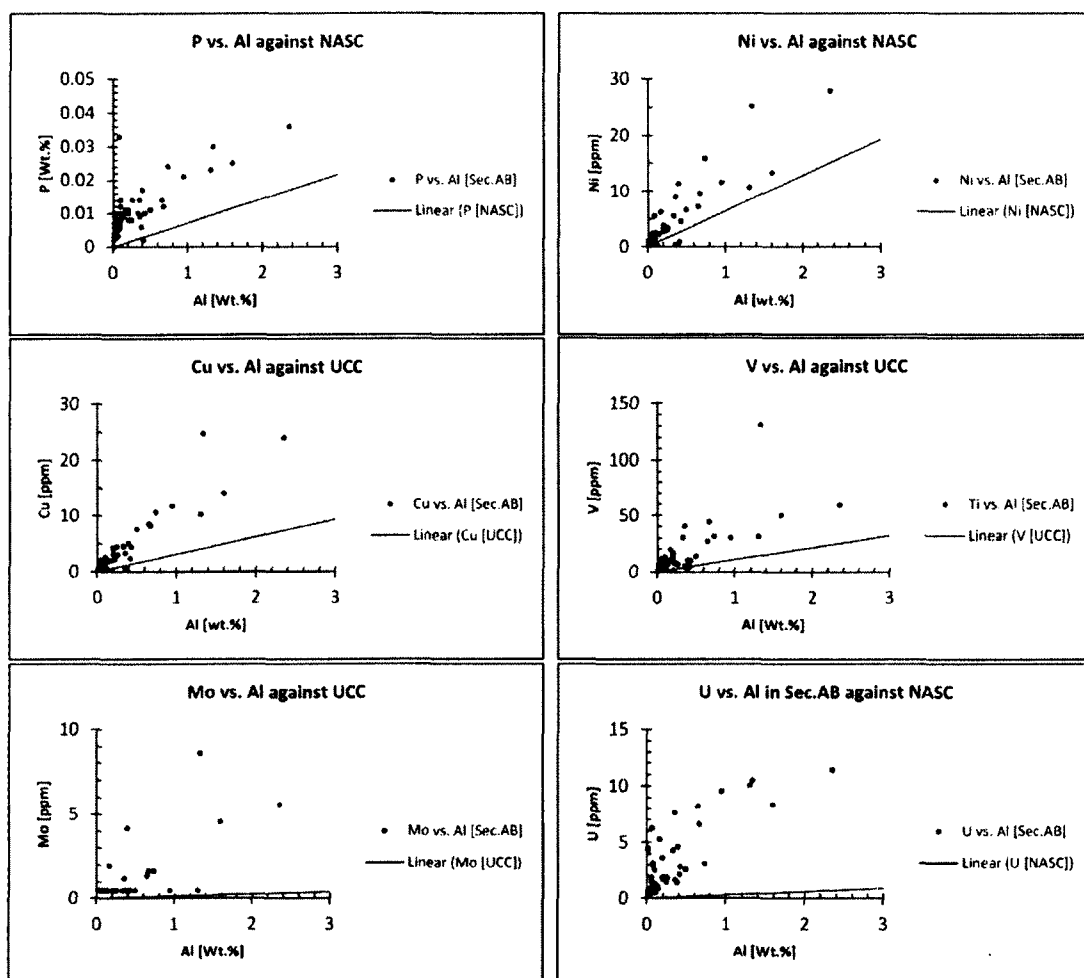 P vs. Al against NASC
P [Wt.%]
0.05
0.04
0.03
0.02
0.01
0
0 1 2 3
Al [Wt.%]
P vs. Al [Sec.AB]
Linear (P [NASC])
Ni vs. Al against NASC
Ni [ppm]
30
20
10
0
0 1 2 3
Al [wt.%]
Ni vs. Al [Sec.AB]
Linear (Ni [NASC])
Cu vs. Al against UCC
Cu [ppm]
30
20
10
0
0 1 2 3
Al [wt.%]
Cu vs. Al [Sec.AB]
Linear (Cu [UCC])
V vs. Al against UCC
V [ppm]
150
100
50
0
0 1 2 3
Al [Wt.%]
Ti vs. Al [Sec.AB]
Linear (V [UCC])
Mo vs. Al against UCC
Mo [ppm]
10
5
0
0 1 2 3
Al [Wt.%]
Mo vs. Al [Sec.AB]
Linear (Mo [UCC])
U vs. Al in Sec.AB against NASC
U [ppm]
15
10
5
0
0 1 2 3
Al [Wt.%]
U vs. Al [Sec.AB]
Linear (U [NASC])